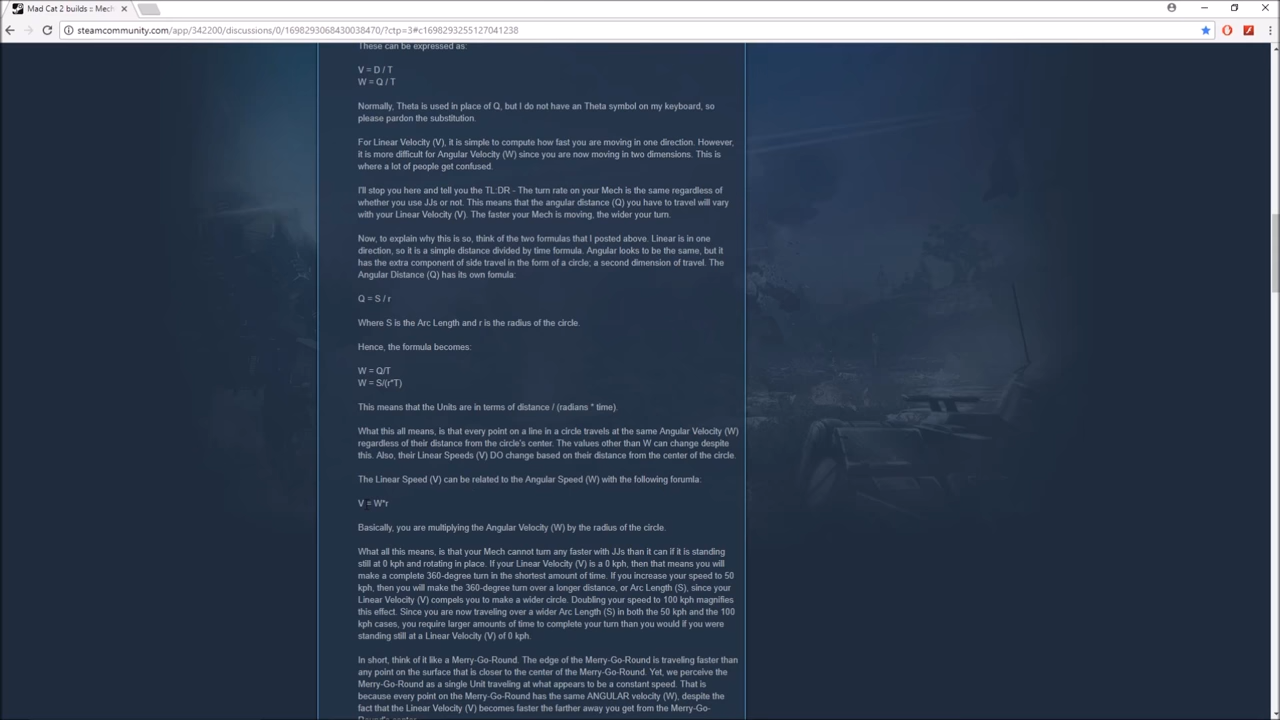 Mad Cat 2 builds :: Mech
steamcommunity.com/app/342200/discussions/0/1698293068430038470/?ctp=3#c1698293255127041238
These can be expressed as:
V = D / T
W = Q / T
Normally, Theta is used in place of Q, but I do not have an Theta symbol on my keyboard, so
please pardon the substitution.
For Linear Velocity (V), it is simple to compute how fast you are moving in one direction. However,
it is more difficult for Angular Velocity (W) since you are now moving in two dimensions. This is
where a lot of people get confused.
I'll stop you here and tell you the TL:DR - The turn rate on your Mech is the same regardless of
whether you use JJs or not. This means that the angular distance (Q) you have to travel will vary
with your Linear Velocity (V). The faster your Mech is moving, the wider your turn.
Now, to explain why this is so, think of the two formulas that I posted above. Linear is in one
direction, so it is a simple distance divided by time formula. Angular looks to be the same, but it
has the extra component of side travel in the form of a circle; a second dimension of travel. The
Angular Distance (Q) has its own fomula:
Q = S / r
Where S is the Arc Length and r is the radius of the circle.
Hence, the formula becomes:
W = Q/T
W = S/(r*T)
This means that the Units are in terms of distance / (radians * time).
What this all means, is that every point on a line in a circle travels at the same Angular Velocity (W)
regardless of their distance from the circle's center. The values other than W can change despite
this. Also, their Linear Speeds (V) DO change based on their distance from the center of the circle.
The Linear Speed (V) can be related to the Angular Speed (W) with the following forumla:
V = W*r
Basically, you are multiplying the Angular Velocity (W) by the radius of the circle.
What all this means, is that your Mech cannot turn any faster with JJs than it can if it is standing
still at 0 kph and rotating in place. If your Linear Velocity (V) is a 0 kph, then that means you will
make a complete 360-degree turn in the shortest amount of time. If you increase your speed to 50
kph, then you will make the 360-degree turn over a longer distance, or Arc Length (S), since your
Linear Velocity (V) compels you to make a wider circle. Doubling your speed to 100 kph magnifies
this effect. Since you are now traveling over a wider Arc Length (S) in both the 50 kph and the 100
kph cases, you require larger amounts of time to complete your turn than you would if you were
standing still at a Linear Velocity (V) of 0 kph.
In short, think of it like a Merry-Go-Round. The edge of the Merry-Go-Round is traveling faster than
any point on the surface that is closer to the center of the Merry-Go-Round. Yet, we perceive the
Merry-Go-Round as a single Unit traveling at what appears to be a constant speed. That is
because every point on the Merry-Go-Round has the same ANGULAR velocity (W), despite the
fact that the Linear Velocity (V) becomes faster the farther away you get from the Merry-Go-
Round's center.